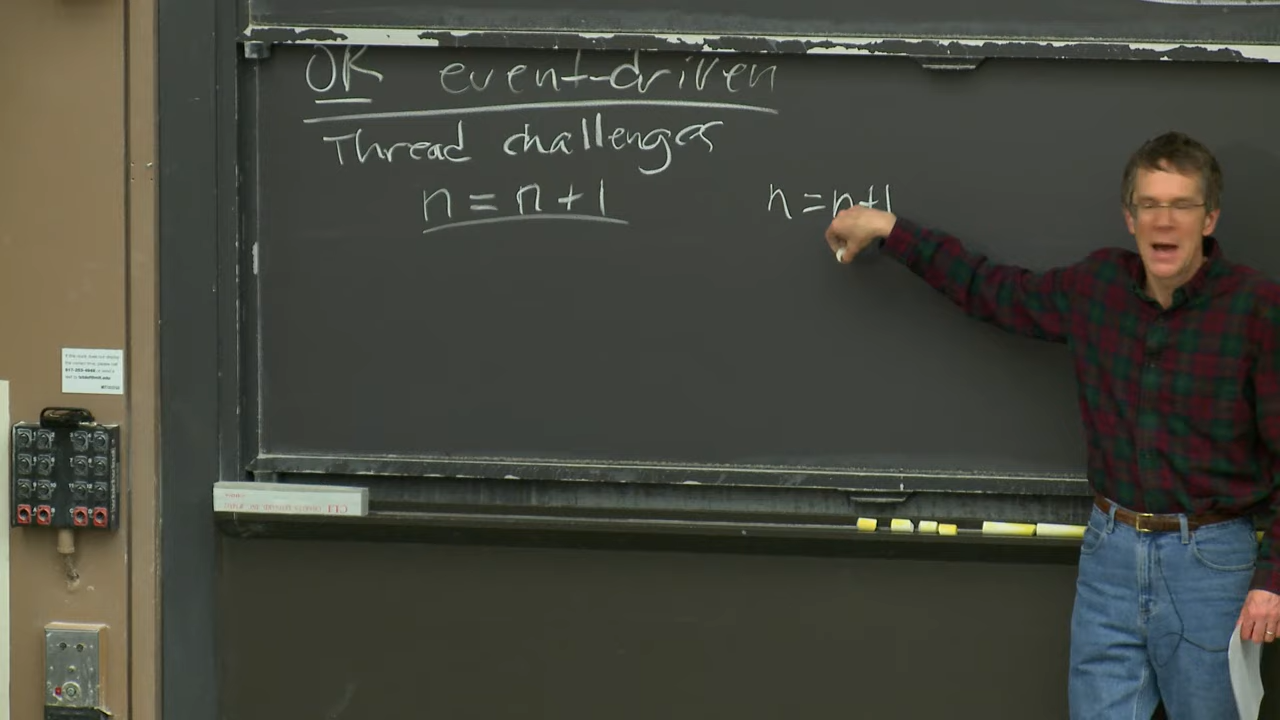 OK event-driven
Thread challenges
n = n + 1 n = n + 1